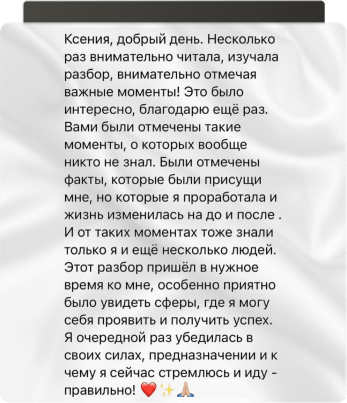 Ксения, добрый день. Несколько
раз внимательно читала, изучала
разбор, внимательно отмечая
важные моменты! Это было
интересно, благодарю ещё раз.
Вами были отмечены такие
моменты, о которых вообще
никто не знал. Были отмечены
факты, которые были присущи
мне, но которые я проработала и
жизнь изменилась на до и после .
И от таких моментах тоже знали
только я и ещё несколько людей.
Этот разбор пришёл в нужное
время ко мне, особенно приятно
было увидеть сферы, где я могу
себя проявить и получить успех.
Я очередной раз убедилась в
своих силах, предназначении и к
чему я сейчас стремлюсь и иду -
правильно! ❤️✨🙏🏼